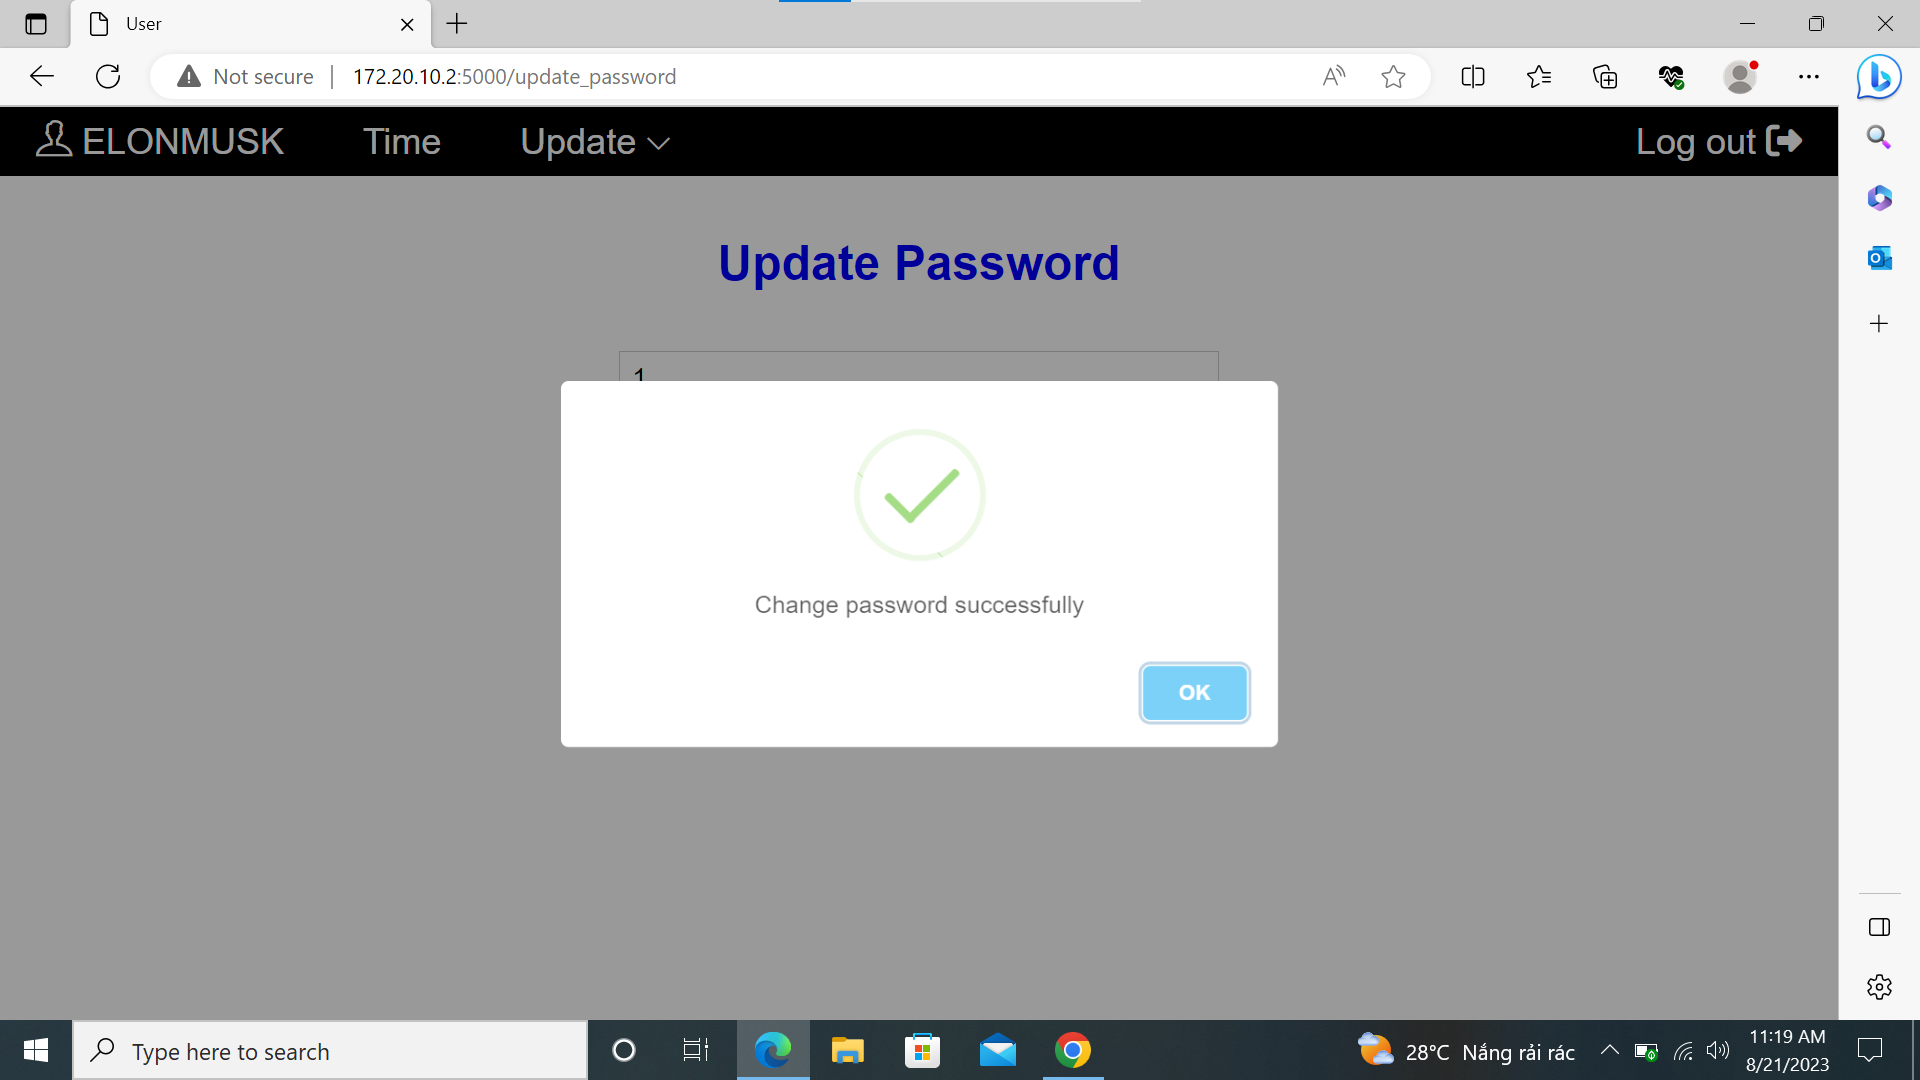 User
Not secure
172.20.10.2:5000/update_password
ELONMUSK
Time
Update
Log out
Update Password
1
Change password successfully
OK
Type here to search
28°C Nắng rải rác
11:19 AM
8/21/2023